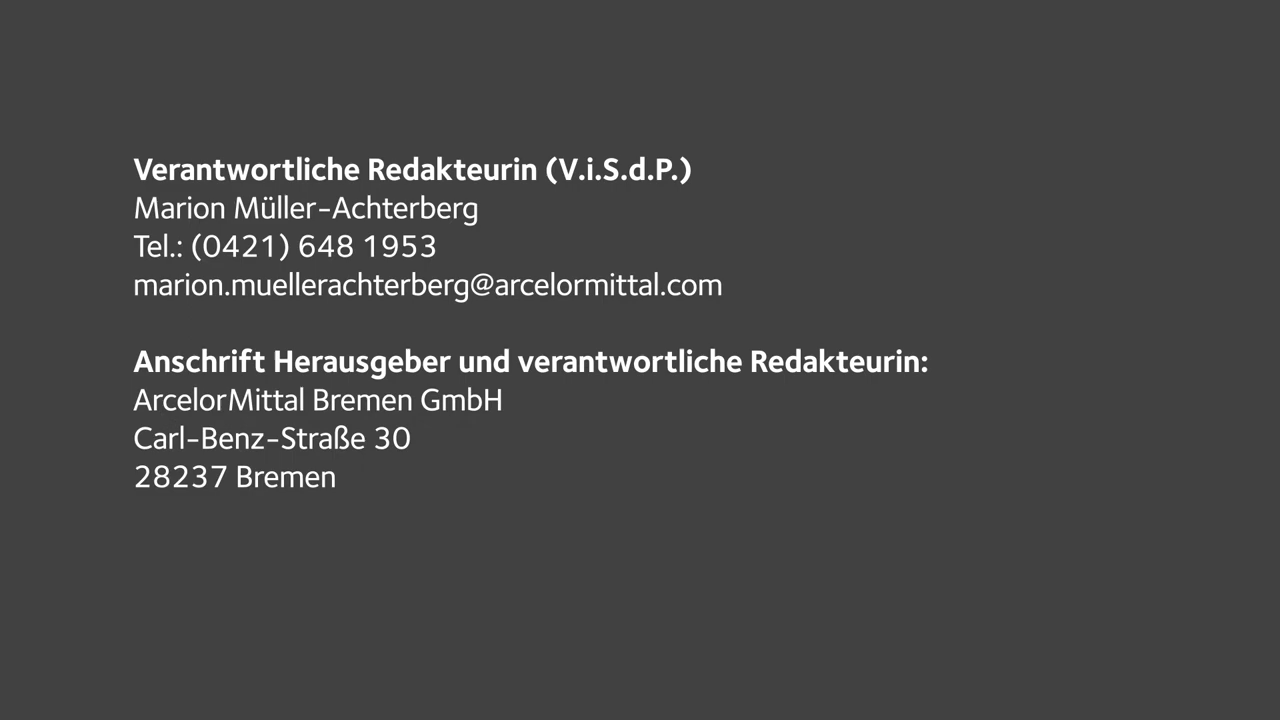 Verantwortliche Redakteurin (V.i.S.d.P.)
Marion Müller-Achterberg
Tel.: (0421) 648 1953
marion.muellerachterberg@arcelormittal.com
Anschrift Herausgeber und verantwortliche Redakteurin:
ArcelorMittal Bremen GmbH
Carl-Benz-Straße 30
28237 Bremen